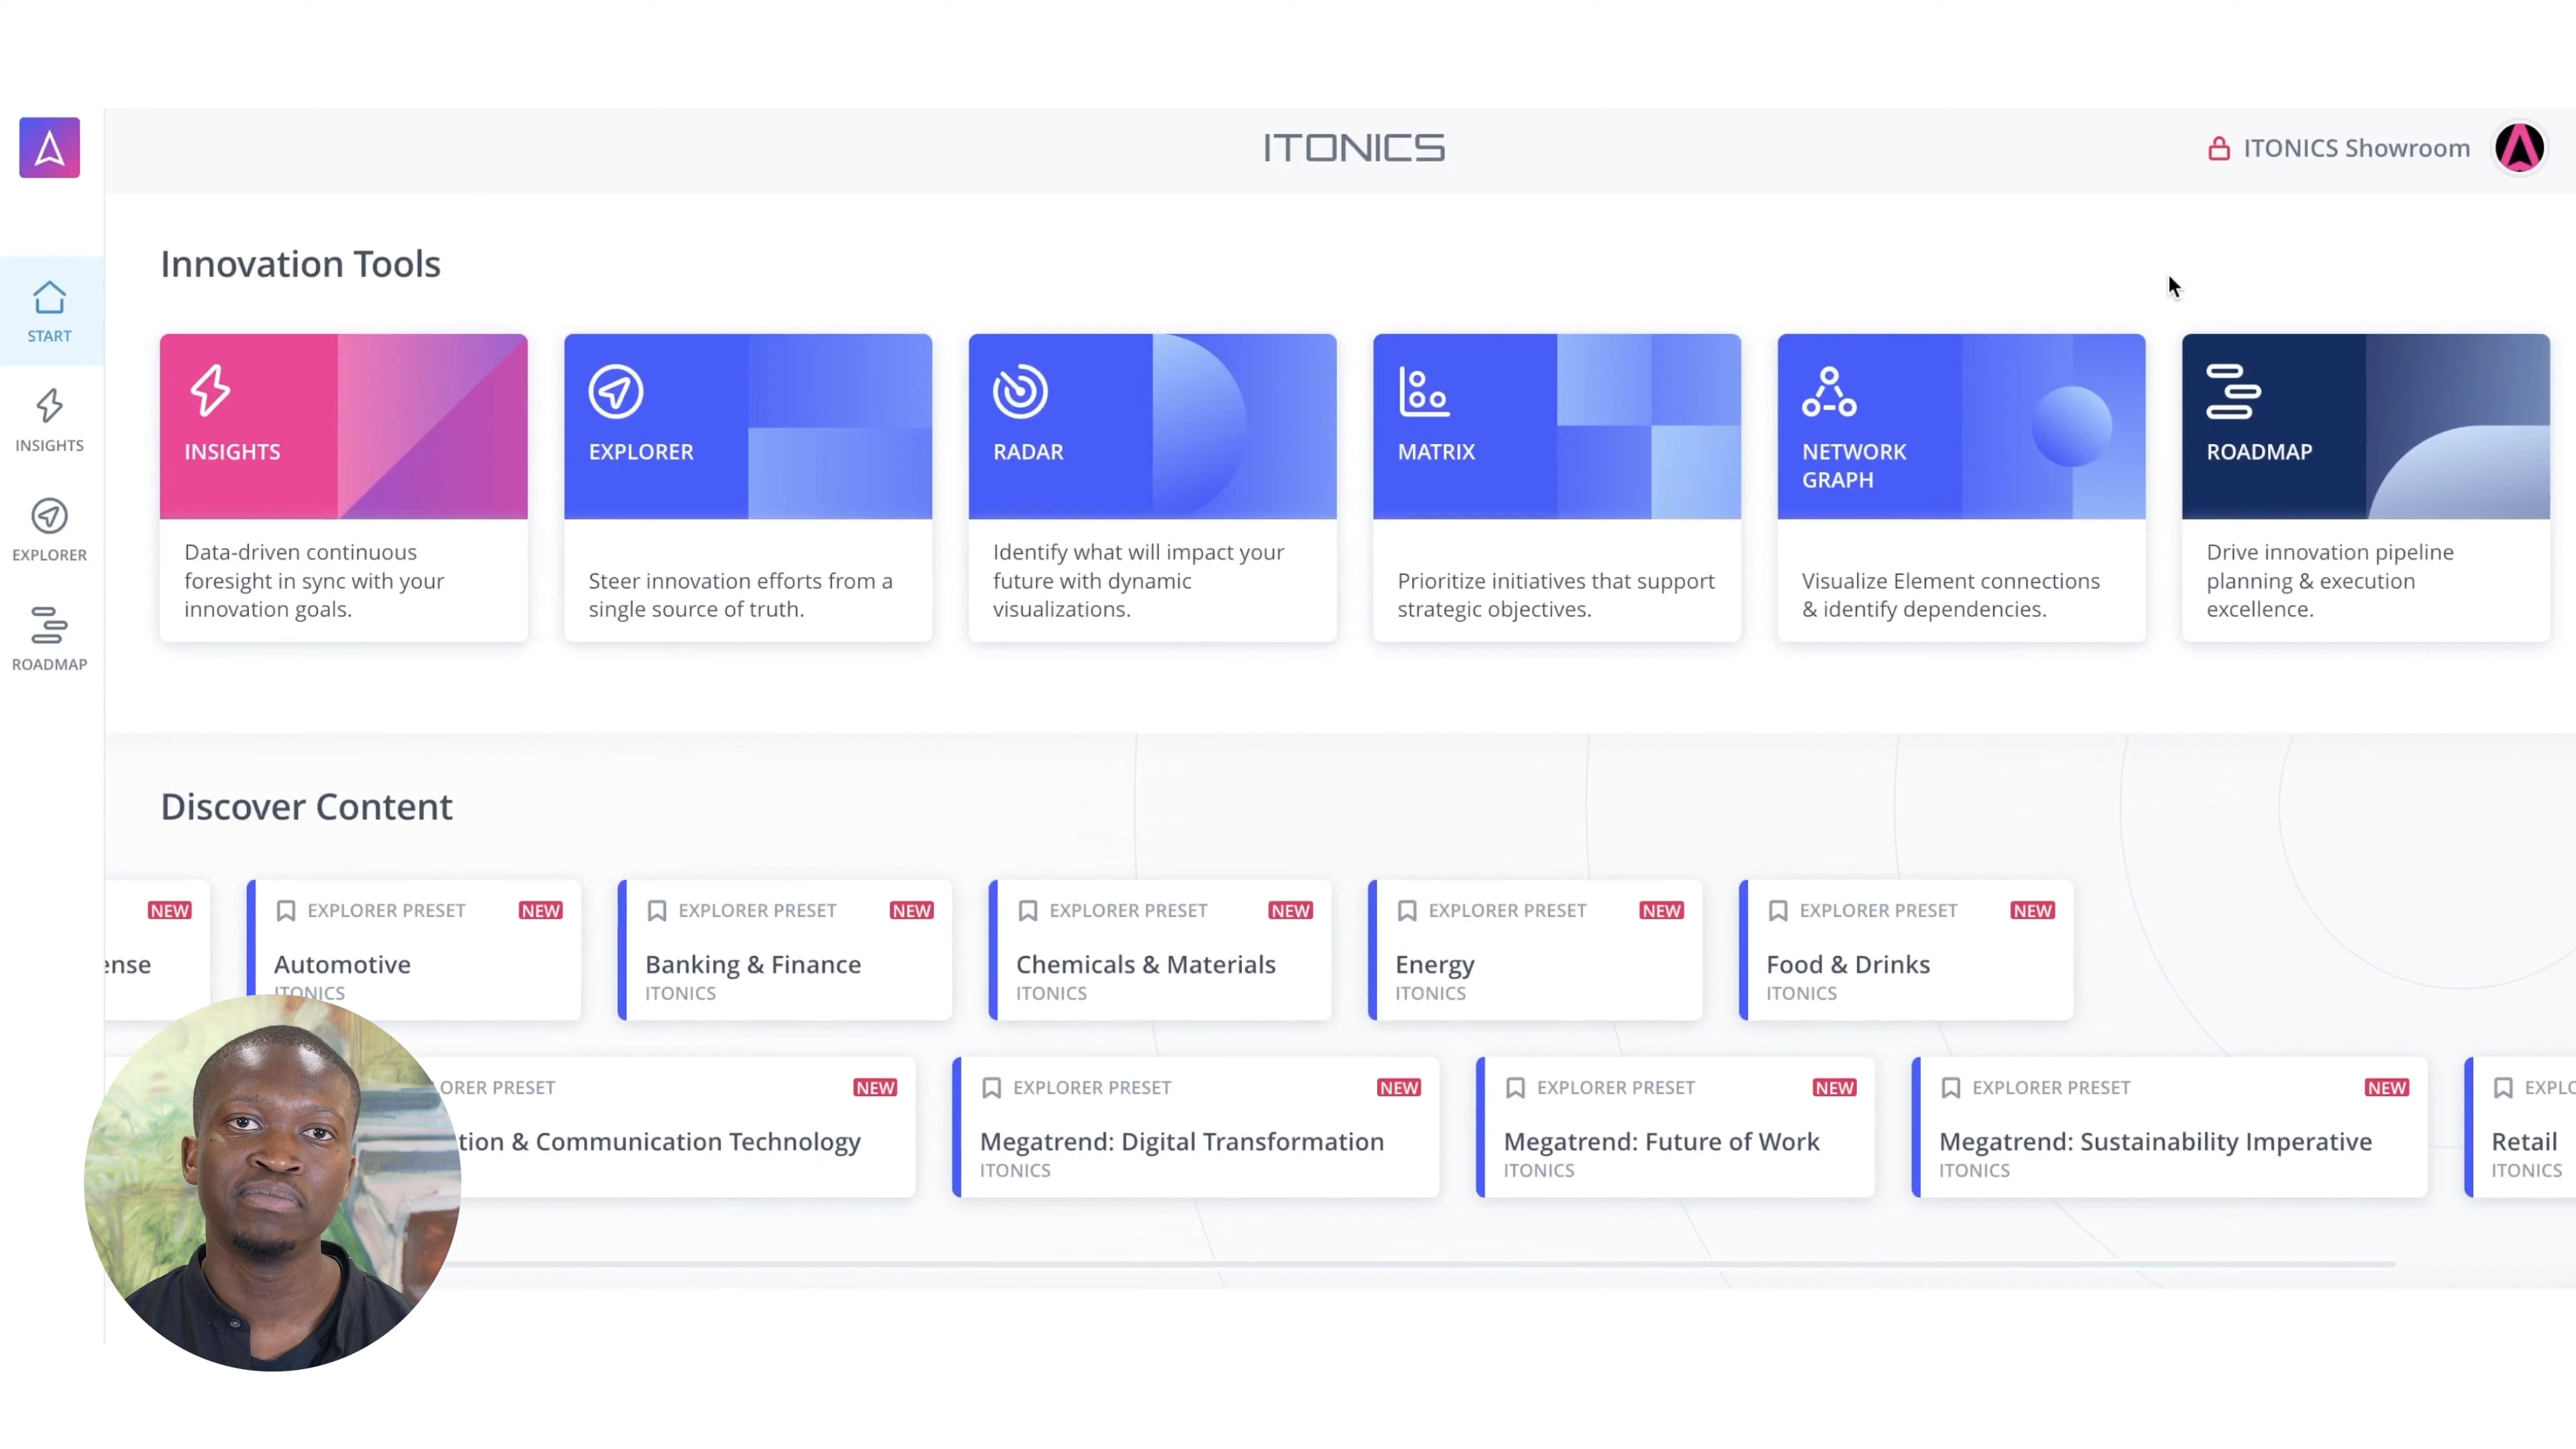 ITONICS
ITONICS Showroom
START
INSIGHTS
EXPLORER
ROADMAP
Innovation Tools
INSIGHTS
Data-driven continuous
foresight in sync with your
innovation goals.
EXPLORER
Steer innovation efforts from a
single source of truth.
RADAR
Identify what will impact your
future with dynamic
visualizations.
MATRIX
Prioritize initiatives that support
strategic objectives.
NETWORK
GRAPH
Visualize Element connections
& identify dependencies.
ROADMAP
Drive innovation pipeline
planning & execution
excellence.
Discover Content
NEW
ense
EXPLORER PRESET NEW
Automotive
ITONICS
EXPLORER PRESET NEW
Banking & Finance
ITONICS
EXPLORER PRESET NEW
Chemicals & Materials
ITONICS
EXPLORER PRESET NEW
Energy
ITONICS
EXPLORER PRESET NEW
Food & Drinks
ITONICS
ORER PRESET NEW
tion & Communication Technology
EXPLORER PRESET NEW
Megatrend: Digital Transformation
ITONICS
EXPLORER PRESET NEW
Megatrend: Future of Work
ITONICS
EXPLORER PRESET NEW
Megatrend: Sustainability Imperative
ITONICS
EXPLO
Retail
ITONICS